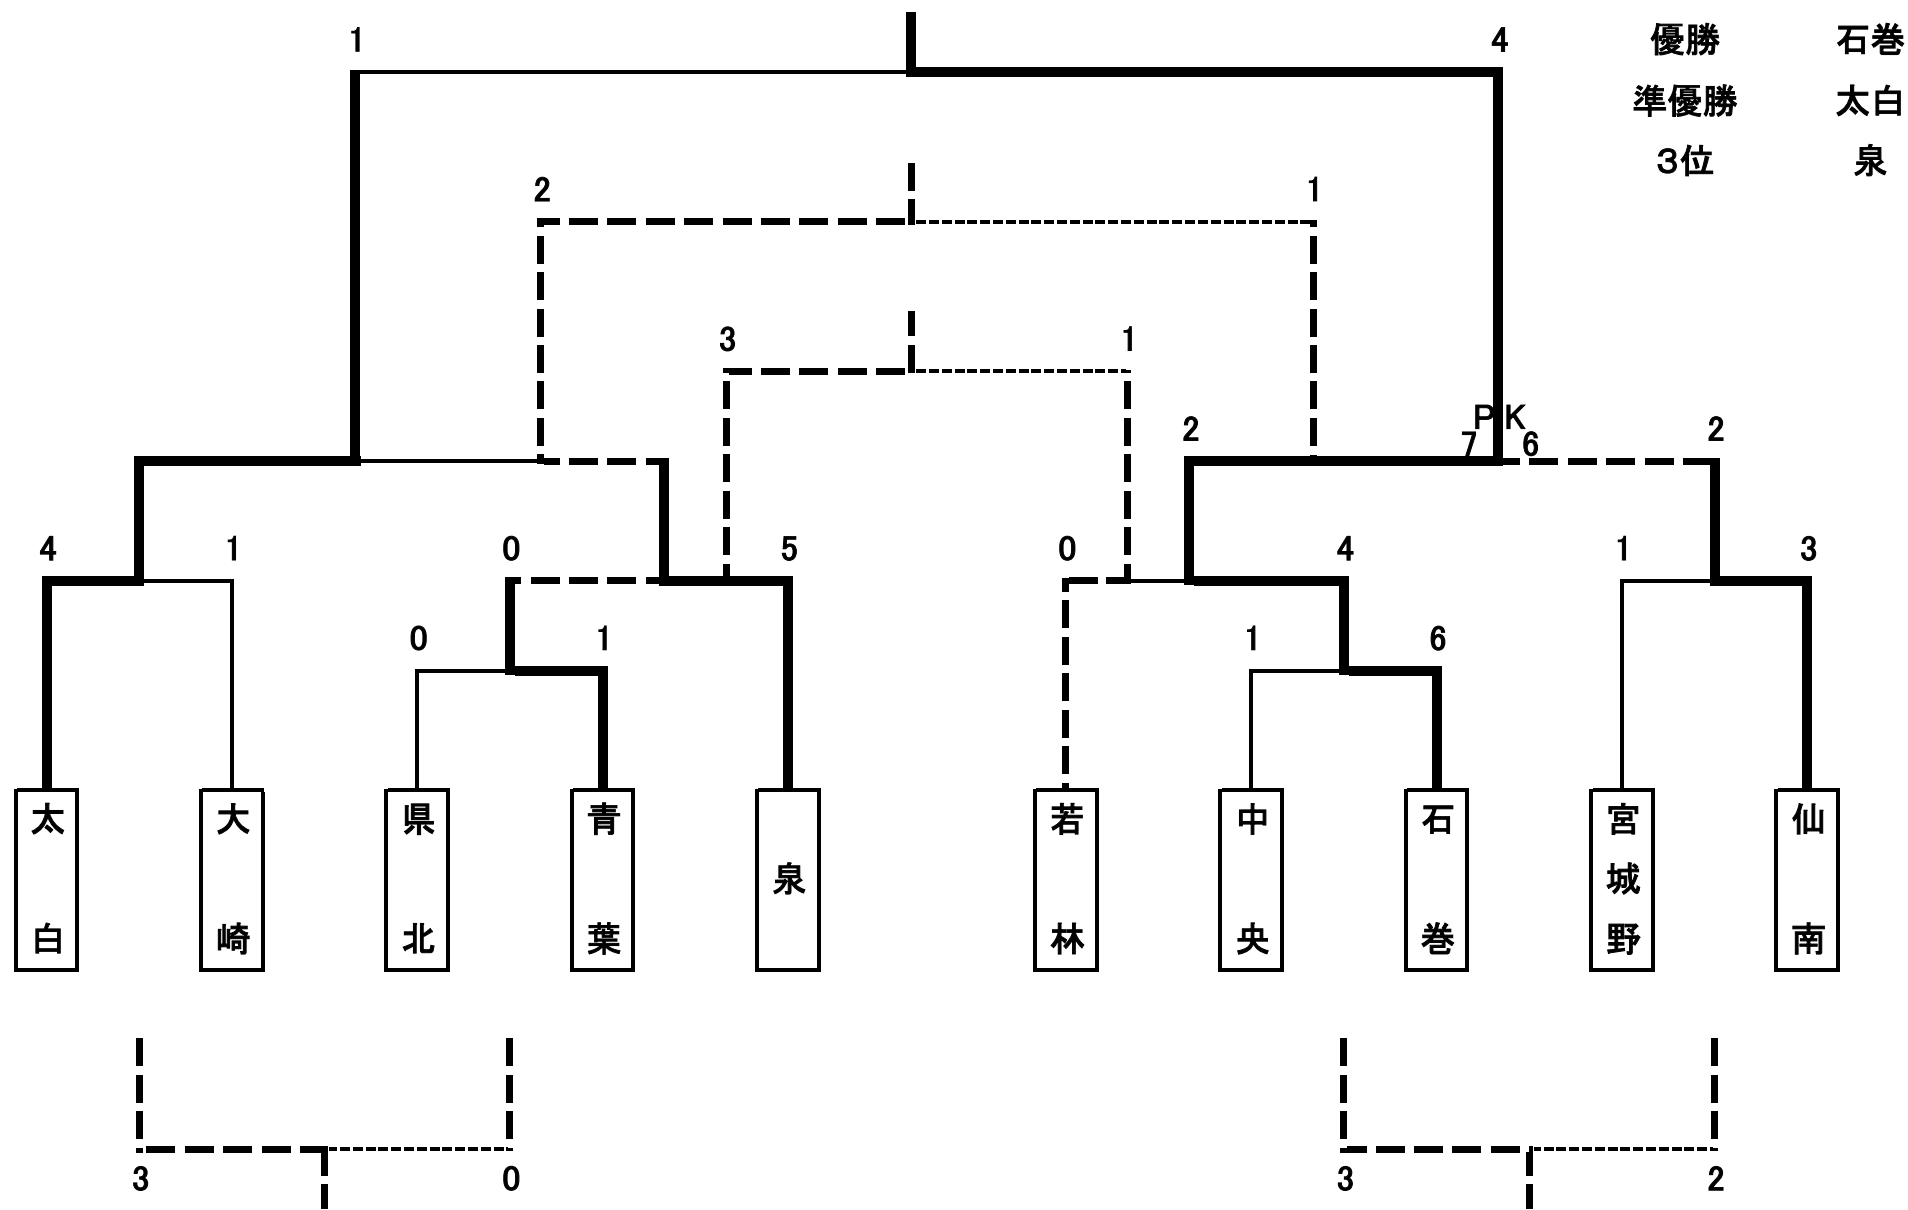 1 4 優勝 石巻
準優勝 太白
３位 泉
2 1
3 1
ＰＫ
2 7 6 2
4 1 0 5 0 4 1 3
0 1 1 6
太白
大崎
県北
青葉
泉
若林
中央
石巻
宮城野
仙南
3 0 3 2